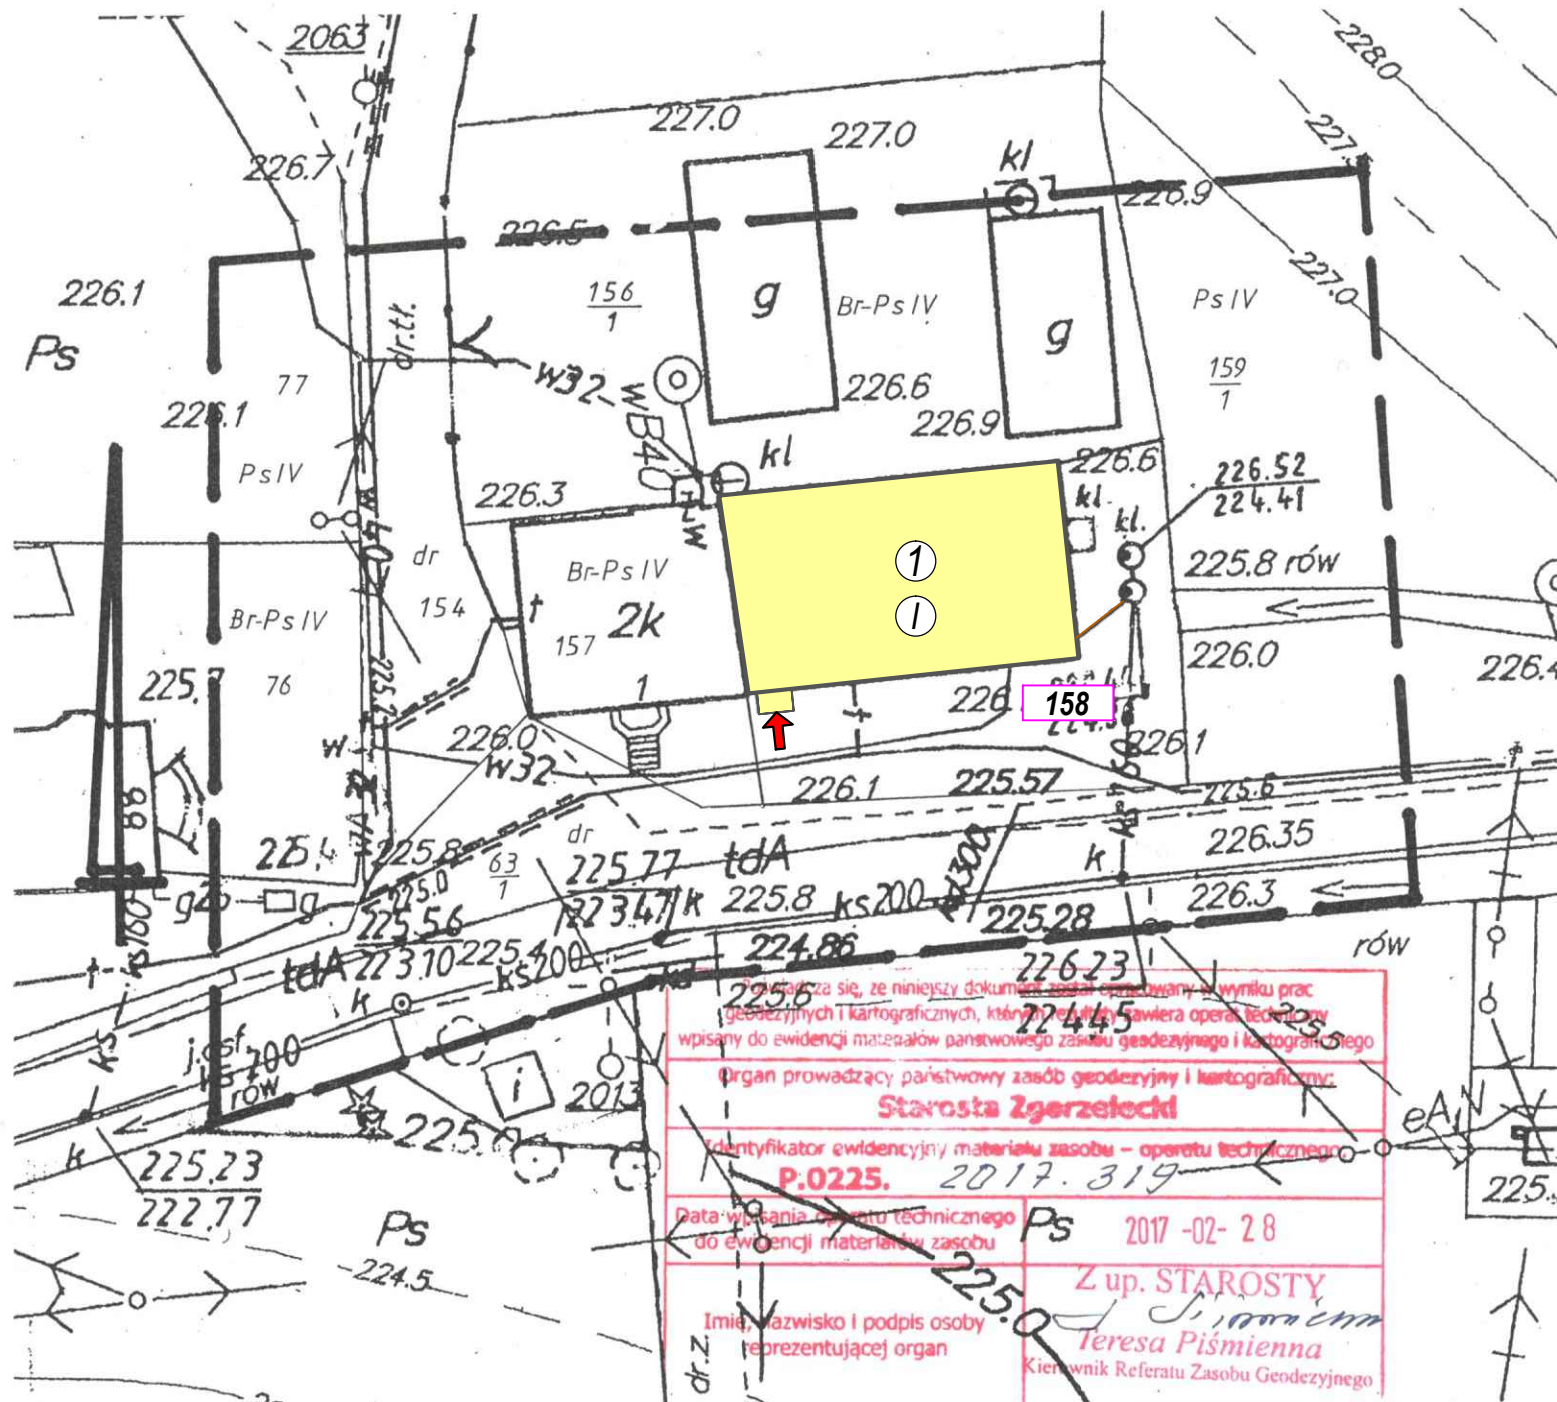 2063
228.0
227.0
227.0
226.7
kl
226.9
226.5
226.1
156
1
g
Br-Ps IV
Ps IV
227.0
Ps
dr.tk.
g
159
1
77
w32
226.6
226.1
wB40
226.9
kl
226.6
Ps IV
226.3
226.52
224.41
w40
kl.
kl.
dr
Br-Ps IV
1
225.8 rów
154
t
I
Br-Ps IV
157
2k
226.0
226.4
225.7
76
1
158
226.0
w
w32
226.1
226.1
225.57
88
dr
226.35
225.4
225.8
63
1
225.77
223.47
tdA
k
k
225.8
ks200
226.3
g
225.0
225.56
223.10
225.28
rów
ks160
t
tdA
225.4
ks200
224.86
226.23
224.45
k
225.6
225.5
Poświadcza się, ze niniejszy dokument został opracowany w wyniku prac
geodezyjnych i kartograficznych, których rezultaty zawiera operat techniczny
wpisany do ewidencji materiałów państwowego zasobu geodezyjnego i kartograficznego
ks
rów
i
2013
Organ prowadzący państwowy zasób geodezyjny i kartograficzny:
Starosta Zgorzelecki
k
Identyfikator ewidencyjny materiału zasobu – operatu technicznego:
P.0225. 2017.319
225.23
222.77
Ps
Data wpisania operatu technicznego
do ewidencji materiałów zasobu
Ps
2017 -02- 28
224.5
225.0
Z up. STAROSTY
Imię, nazwisko i podpis osoby
reprezentującej organ
Teresa Piśmienna
Kierownik Referatu Zasobu Geodezyjnego
dr.z.